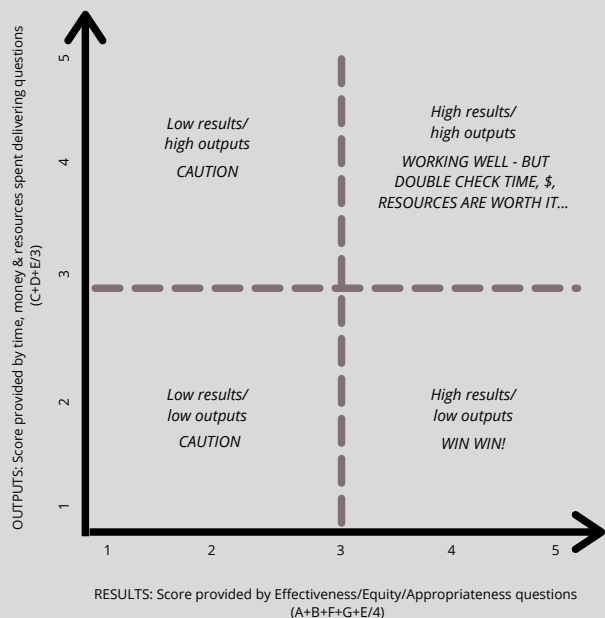 OUTPUTS: Score provided by time, money & resources spent delivering questions
(C+D+E/3)
5
4
3
2
1
Low results/
high outputs
CAUTION
High results/
high outputs
WORKING WELL - BUT
DOUBLE CHECK TIME, $,
RESOURCES ARE WORTH IT...
Low results/
low outputs
CAUTION
High results/
low outputs
WIN WIN!
1
2
3
4
5
RESULTS: Score provided by Effectiveness/Equity/Appropriateness questions
(A+B+F+G+E/4)